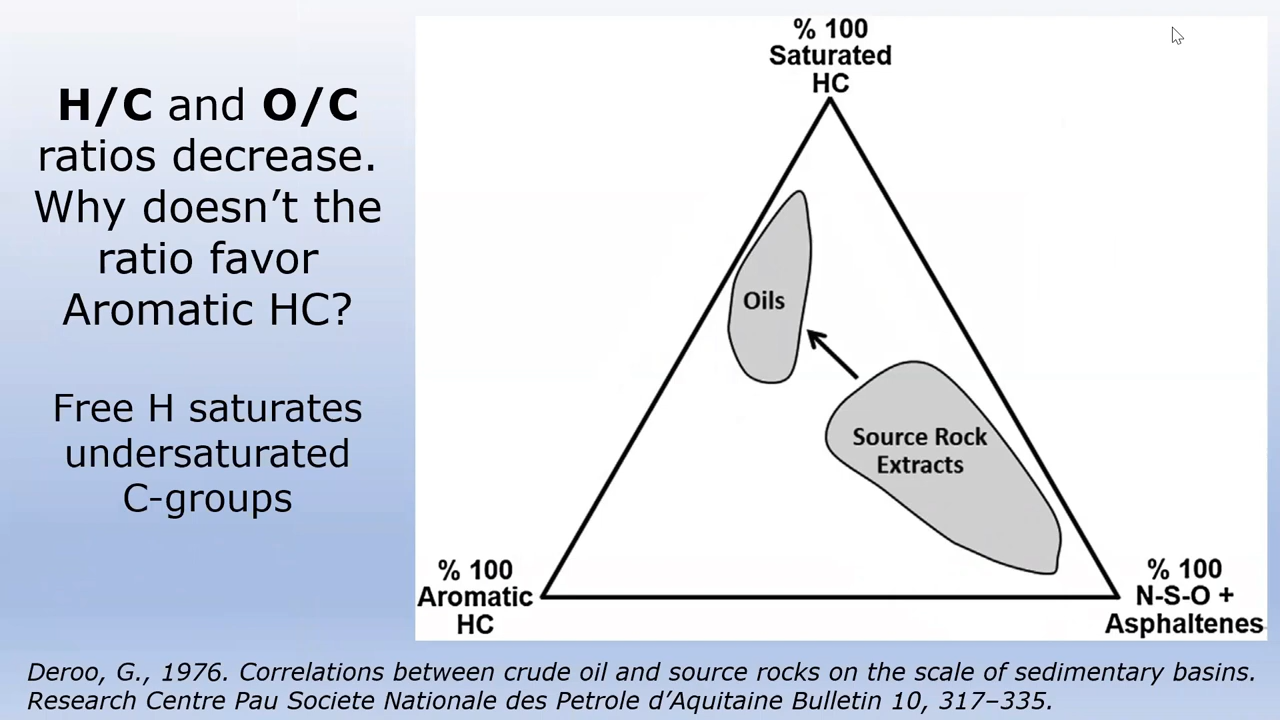 H/C and O/C
ratios decrease.
Why doesn’t the
ratio favor
Aromatic HC?
Free H saturates
undersaturated
C-groups
% 100
Saturated
HC
Oils
Source Rock
Extracts
% 100
Aromatic
HC
% 100
N-S-O +
Asphaltenes
Deroo, G., 1976. Correlations between crude oil and source rocks on the scale of sedimentary basins.
Research Centre Pau Societe Nationale des Petrole d’Aquitaine Bulletin 10, 317–335.